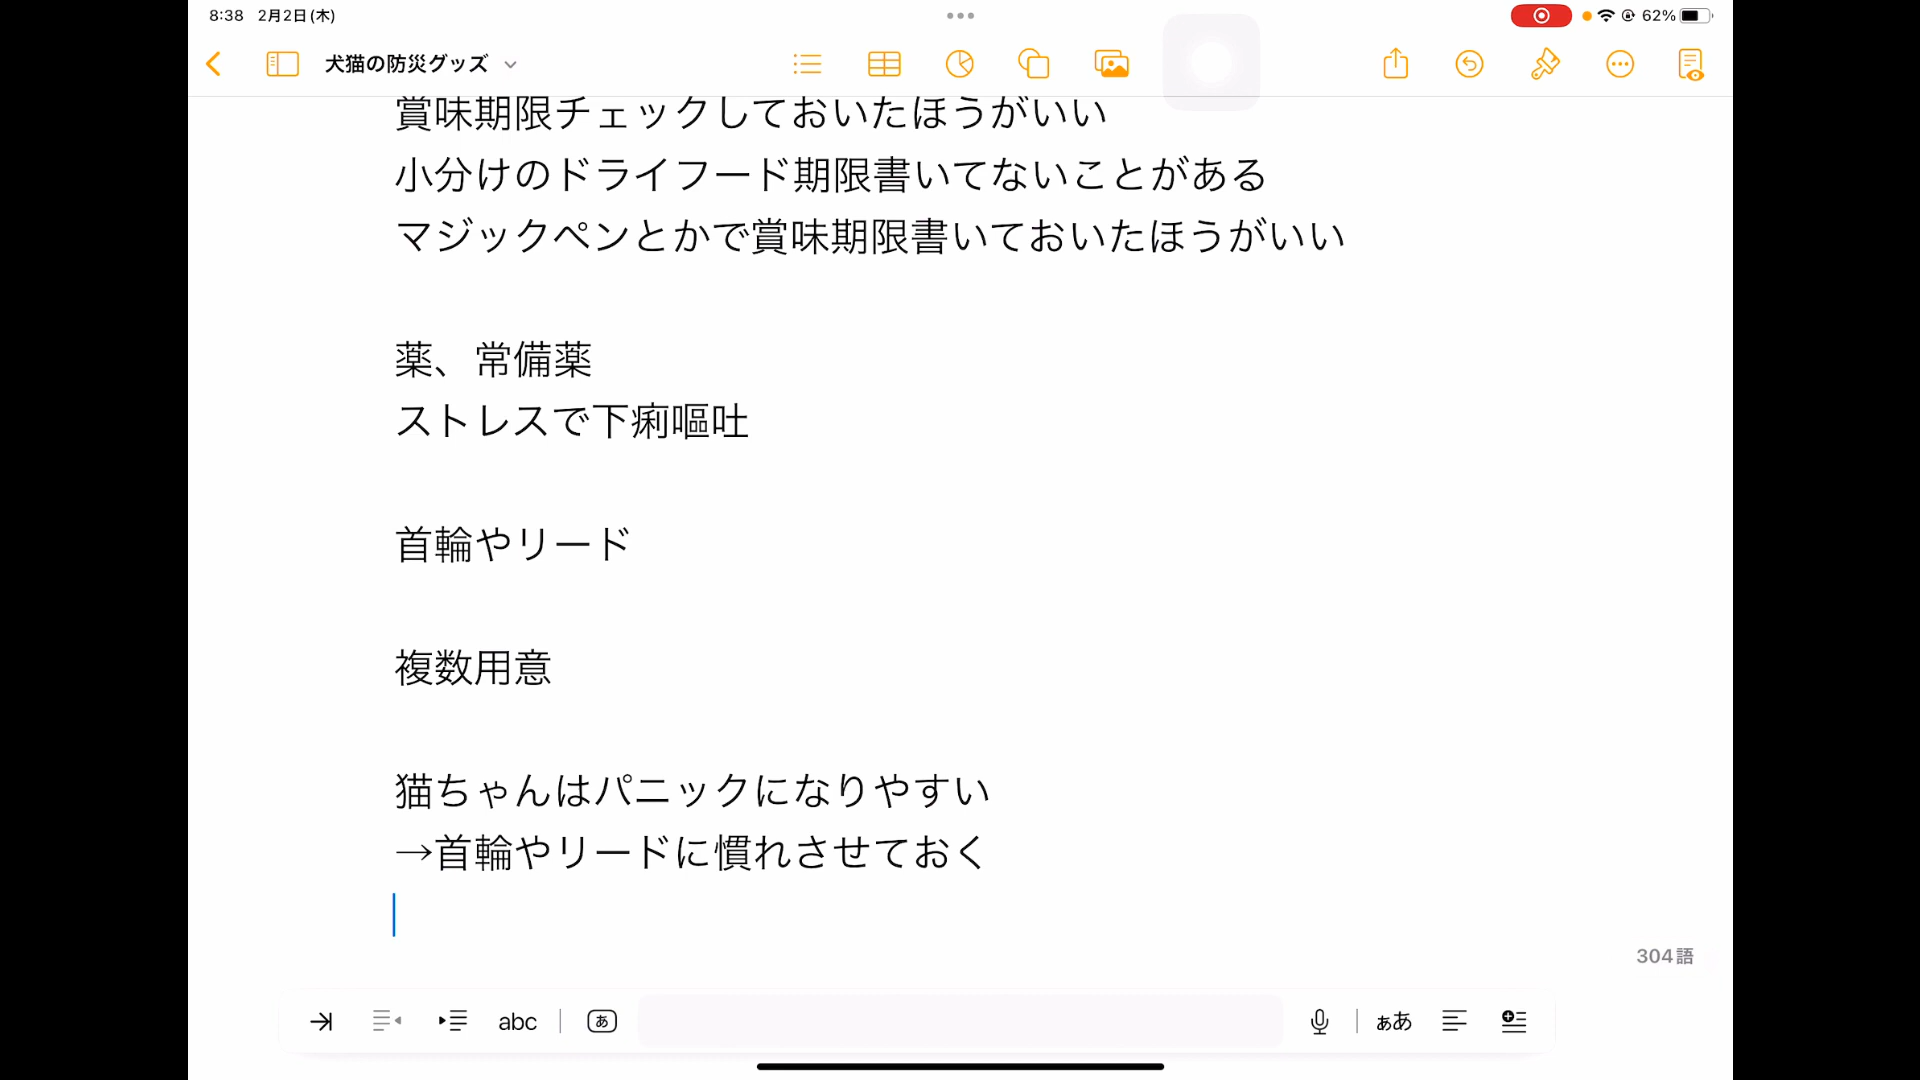 8:38 2月2日(木)
62%
犬猫の防災グッズ
賞味期限チェックしておいたほうがいい
小分けのドライフード期限書いてないことがある
マジックペンとかで賞味期限書いておいたほうがいい
薬、常備薬
ストレスで下痢嘔吐
首輪やリード
複数用意
猫ちゃんはパニックになりやすい
→首輪やリードに慣れさせておく
304語
abc
あ
ぁあ